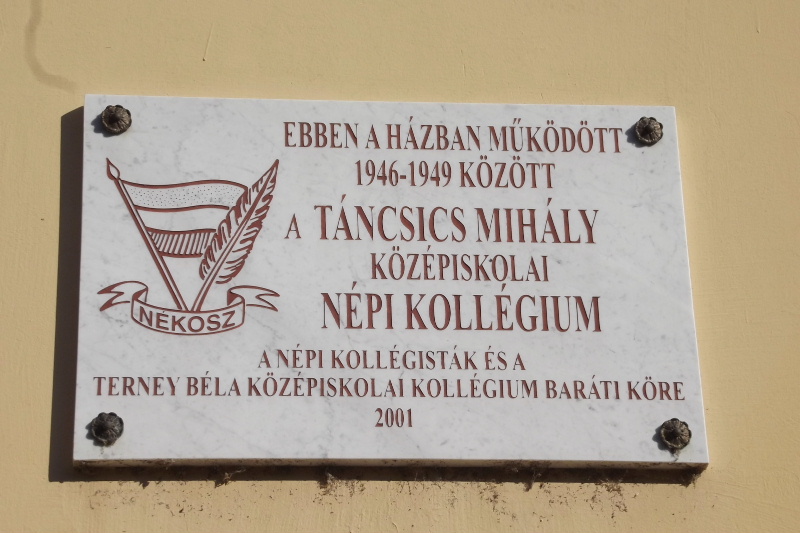 EBBEN A HÁZBAN MŰKÖDÖTT
1946-1949 KÖZÖTT
A TÁNCSICS MIHÁLY
KÖZÉPISKOLAI
NÉPI KOLLÉGIUM
NÉKOSZ
A NÉPI KOLLÉGISTÁK ÉS A
TERNEY BÉLA KÖZÉPISKOLAI KOLLÉGIUM BARÁTI KÖRE
2001